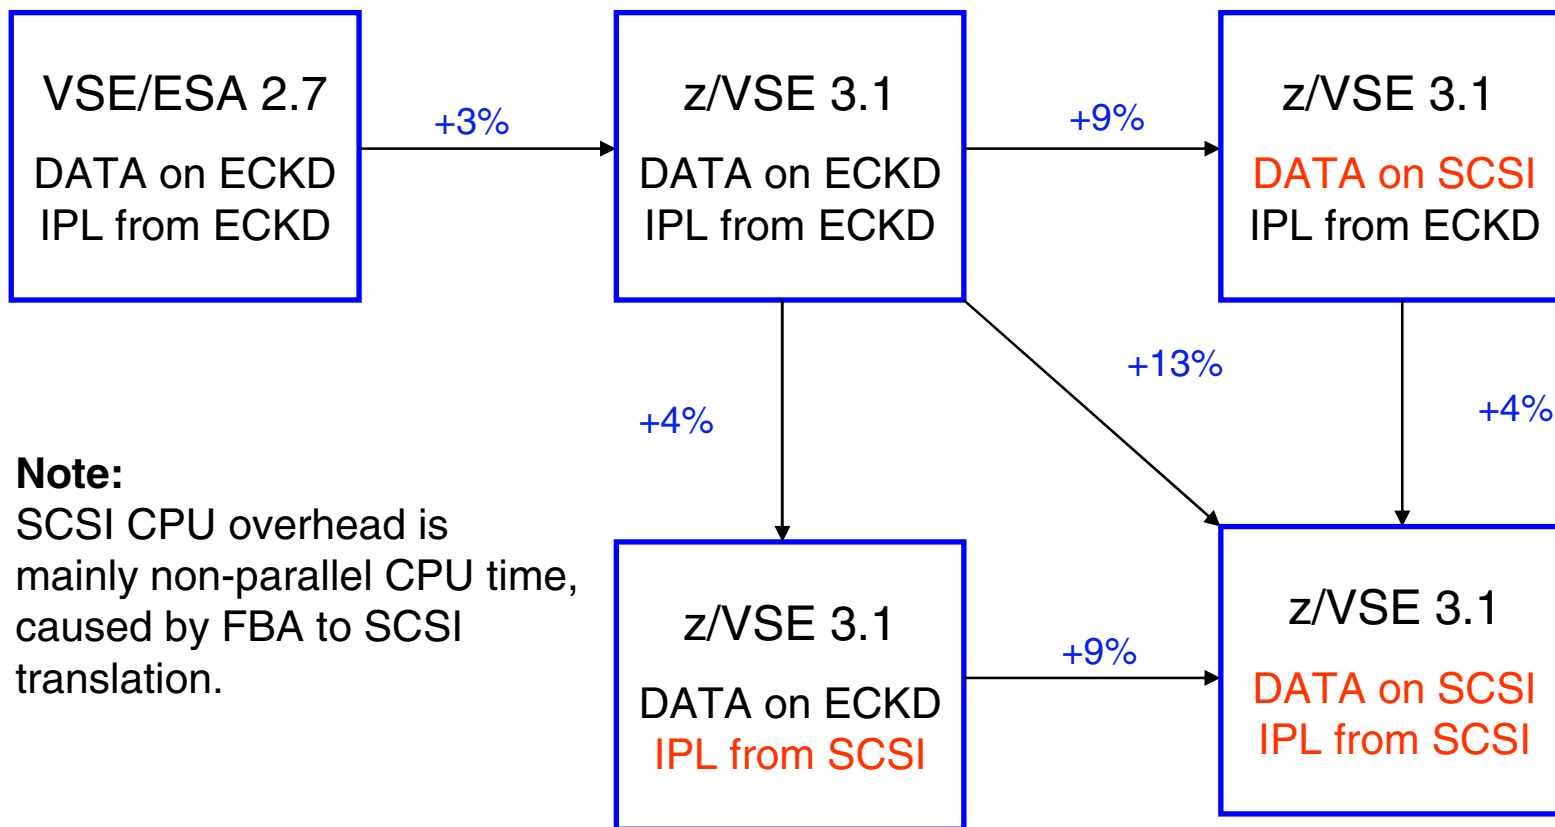 VSE/ESA 2.7
DATA on ECKD
IPL from ECKD
+3%
z/VSE 3.1
DATA on ECKD
IPL from ECKD
+9%
z/VSE 3.1
DATA on SCSI
IPL from ECKD
+4%
+13%
+4%
Note:
SCSI CPU overhead is
mainly non-parallel CPU time,
caused by FBA to SCSI
translation.
z/VSE 3.1
DATA on ECKD
IPL from SCSI
+9%
z/VSE 3.1
DATA on SCSI
IPL from SCSI